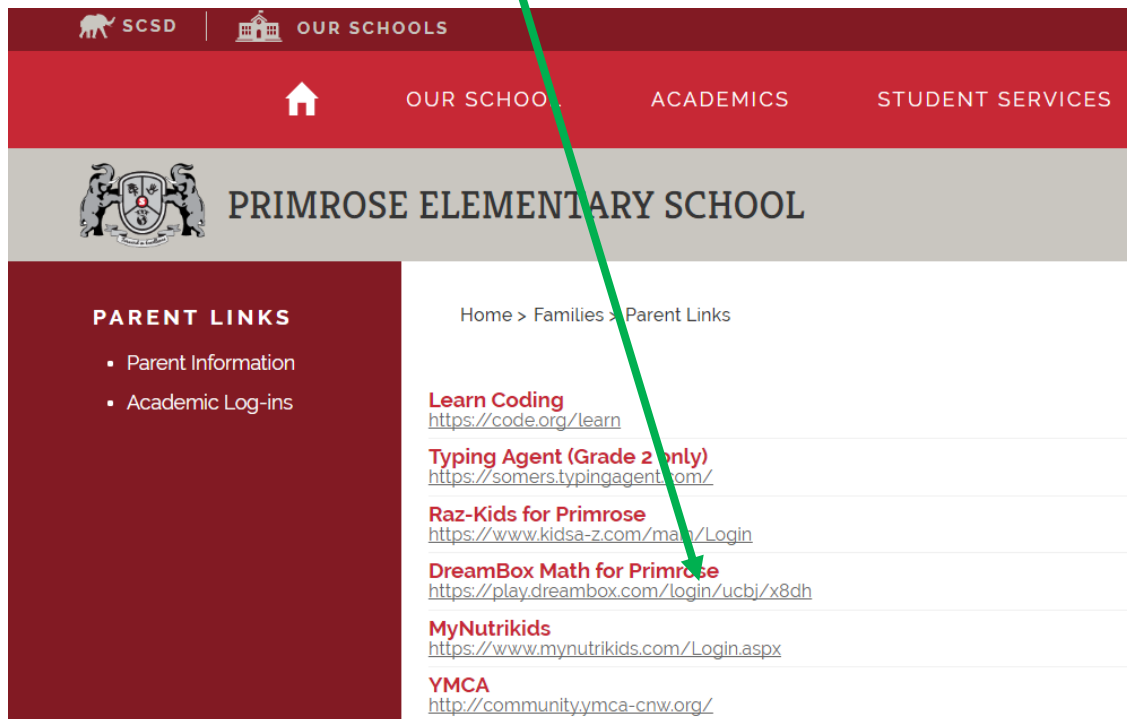 SCSD
OUR SCHOOLS
OUR SCHOOL
ACADEMICS
STUDENT SERVICES
PRIMROSE ELEMENTARY SCHOOL
PARENT LINKS
Parent Information
Academic Log-ins
Home > Families > Parent Links
Learn Coding
https://code.org/learn
Typing Agent (Grade 2 only)
https://somers.typingagent.com/
Raz-Kids for Primrose
https://www.kidsa-z.com/main/Login
DreamBox Math for Primrose
https://play.dreambox.com/login/ucbj/x8dh
MyNutrikids
https://www.mynutrikids.com/Login.aspx
YMCA
http://community.ymca-cnw.org/